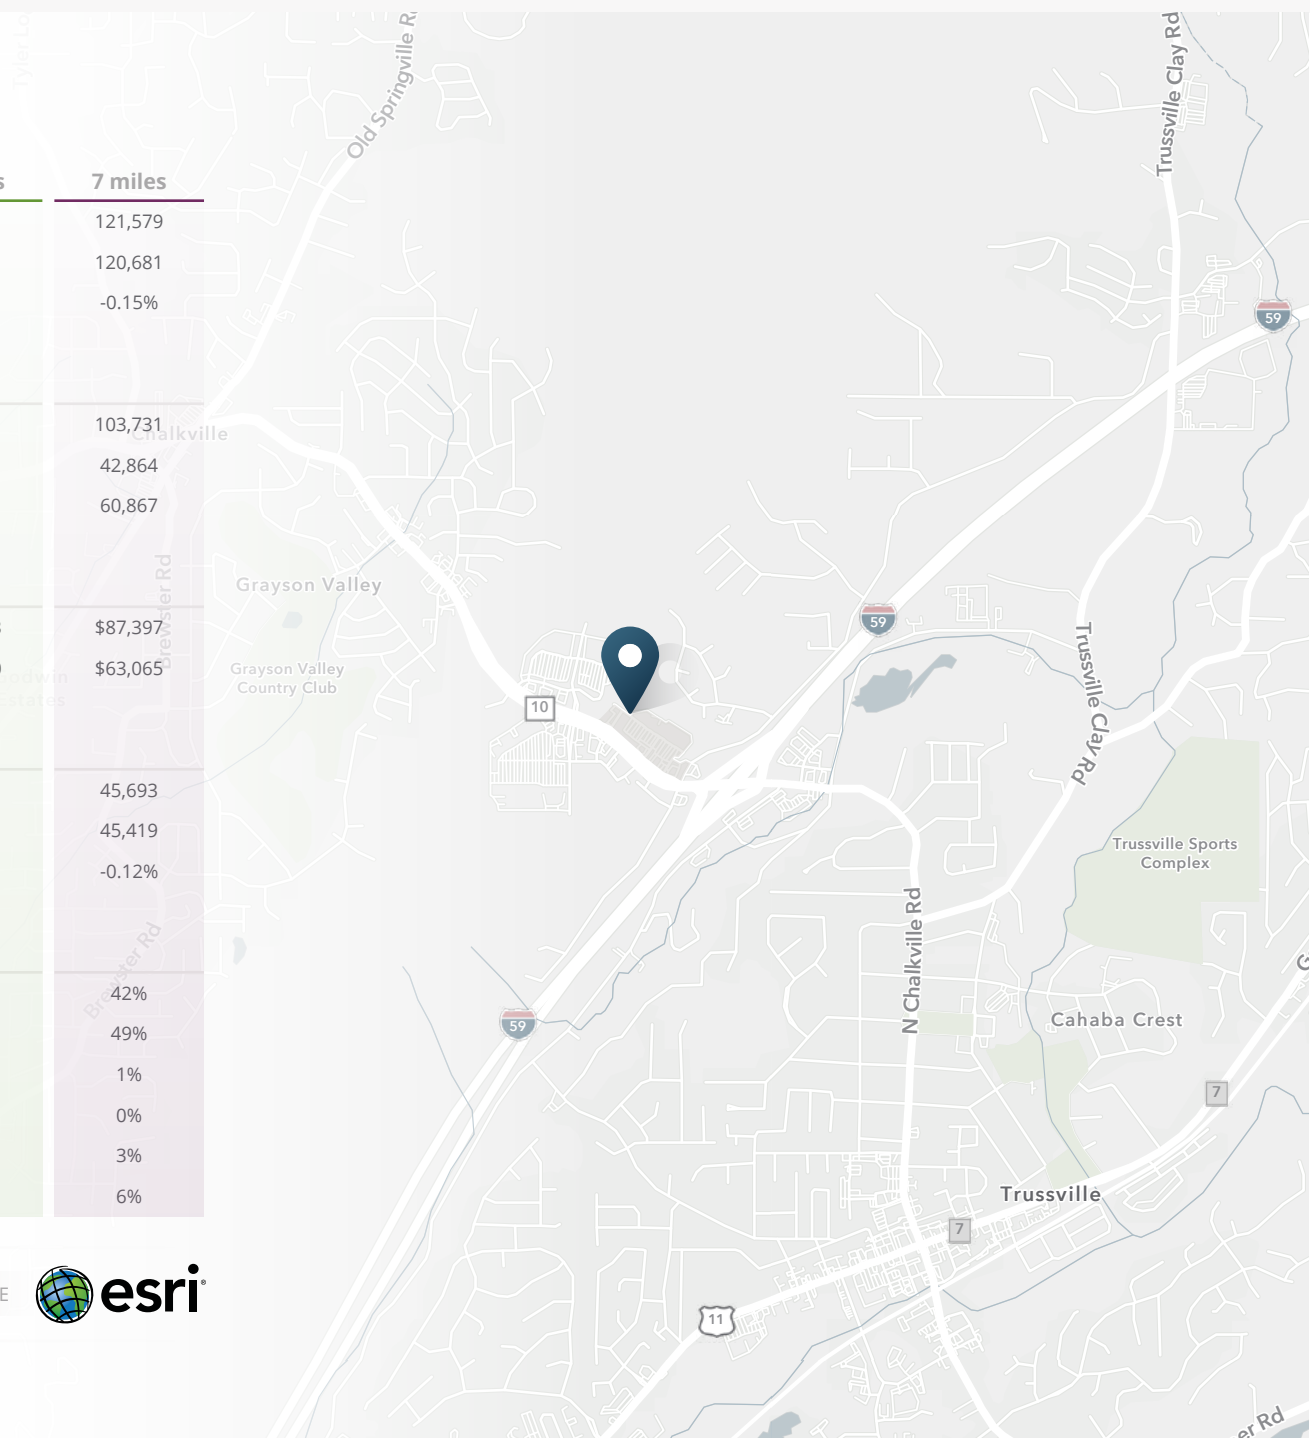 Old Springville R
Trussville Clay Rd
s
7 miles
121,579
120,681
-0.15%
59
103,731
Chalkville
42,864
60,867
Brewster Rd
Grayson Valley
59
$87,397
$63,065
Grayson Valley
Country Club
odwin
states
10
Trussville Clay Rd
45,693
45,419
-0.12%
Trussville Sports
Complex
N Chalkville Rd
Brewster Rd
42%
49%
59
Cahaba Crest
1%
7
0%
3%
6%
Trussville
7
E
esri
11
er Rd